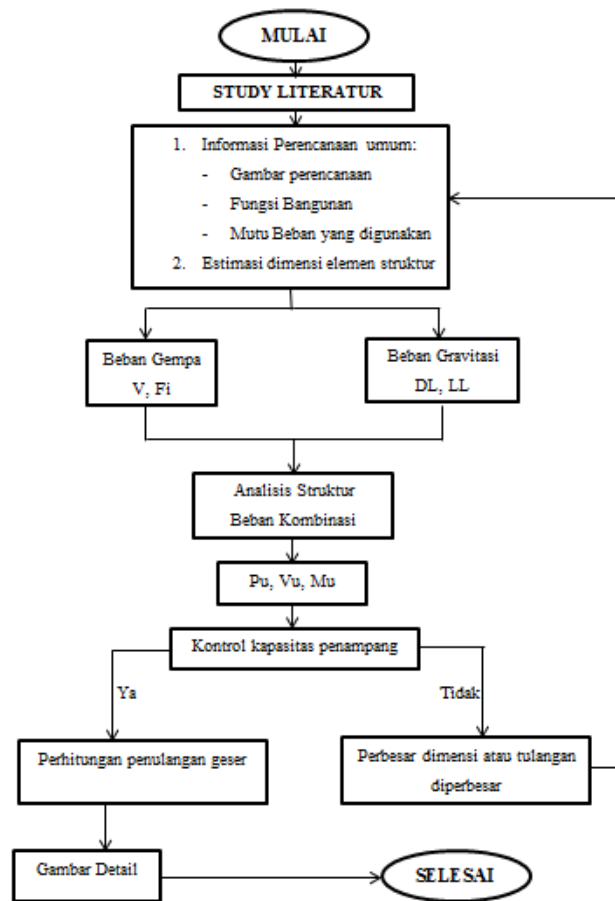 MULAI
STUDY LITERATUR
1. Informasi Perencanaan umum:
- Gambar perencanaan
- Fungsi Bangunan
- Mutu Beban yang digunakan
2. Estimasi dimensi elemen struktur
Beban Gempa
V, Fi
Beban Gravitasi
DL, LL
Analisis Struktur
Beban Kombinasi
Pu, Vu, Mu
Kontrol kapasitas penampang
Ya
Tidak
Perhitungan penulangan geser
Perbesar dimensi atau tulangan
diperbesar
Gambar Detail
SELESAI